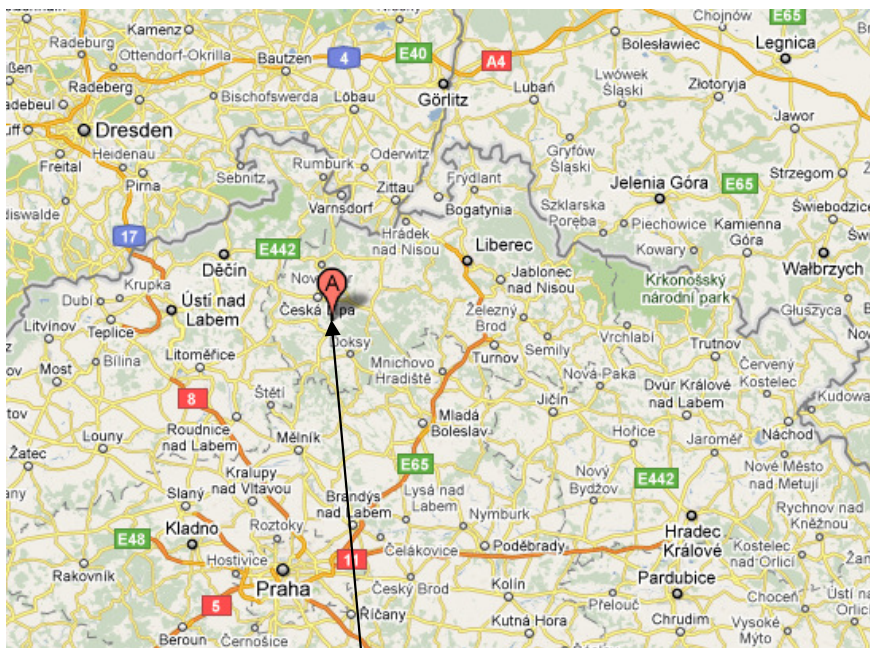 Chojnów
E65
Kamenz
Radeburg
Ottendorf-Okrilla
Bautzen
4
E40
A4
Bolesławiec
Legnica
Radeberg
Bischofswerda
Löbau
Görlitz
Lubań
Lwówek
Śląski
Złotoryja
Dresden
Jawor
Heidenau
Freital
Pirna
Sebnitz
Rumburk
Oderwitz
Gryfów
Śląski
Strzegom
Varnsdorf
Zittau
Frýdlant
Bogatynia
Jelenia Góra
E65
Szklarska
Poręba
Piechowice
Kamienna
Góra
Kowary
17
Hrádek
nad Nisou
Liberec
E442
Děčín
Wałbrzych
Krupka
Dubí
Ústí nad
Labem
A
Česká Lípa
Jablonec
nad Nisou
Krkonošský
národní park
Głuszyca
Litvínov
Teplice
Železný
Brod
Vrchlabí
Bílina
Most
Litoměřice
Doksy
Mnichovo
Hradiště
Turnov
Semily
Trutnov
Nová Paka
Červený
Kostelec
8
Štětí
Jičín
Dvůr Králové
nad Labem
Roudnice
nad Labem
Louny
Mladá
Boleslav
Hořice
Náchod
Jaroměř
Žatec
Mělník
Kralupy
nad Vltavou
E65
Nový
Bydžov
E442
Nové Město
nad Metují
Slaný
Brandýs
nad Labem
Lysá nad
Labem
Nymburk
Rychnov nad
Kněžnou
E48
Kladno
Roztoky
Hradec
Králové
Čelákovice
Poděbrady
Kostelec
nad Orlicí
Hostivice
11
Rakovník
Praha
Český Brod
Kolín
Pardubice
Přelouč
Choceň
5
Říčany
Beroun
Černošice
Kutná Hora
Chrudim
Vysoké
Mýto